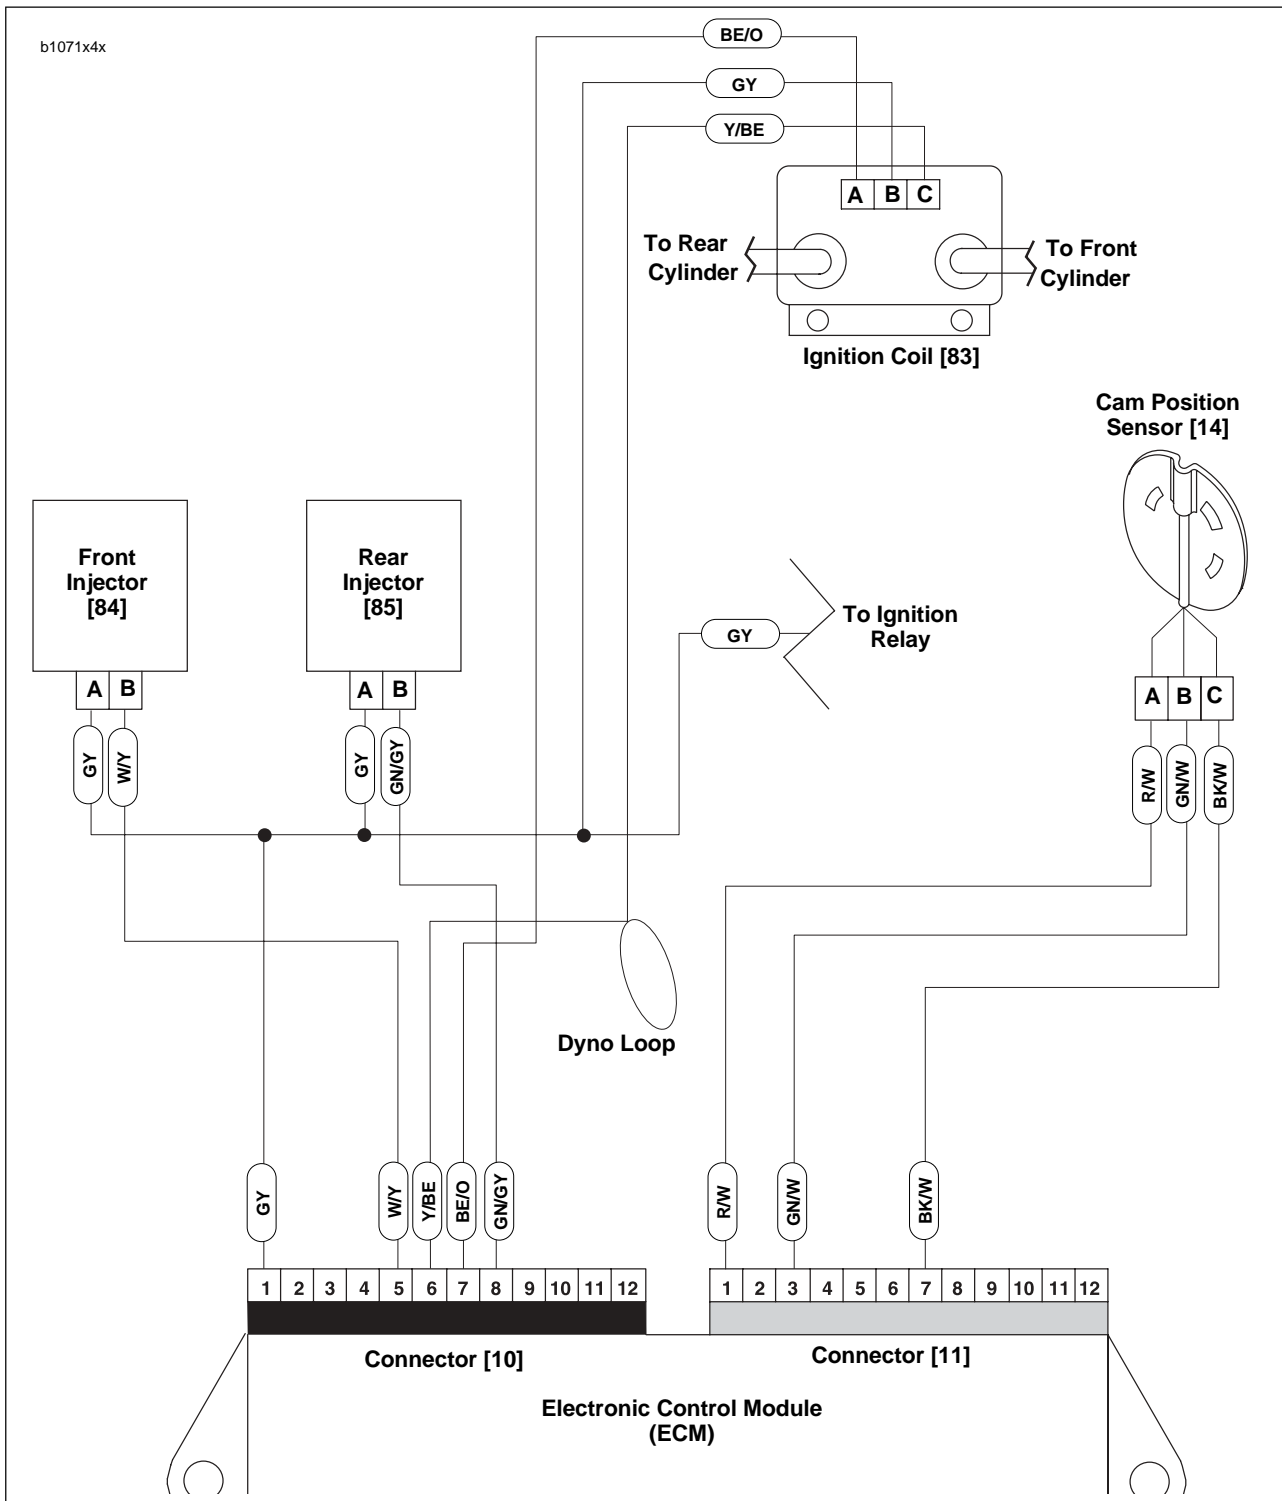 b1071x4x
BE/O
GY
Y/BE
A B C
To Rear
Cylinder
To Front
Cylinder
Ignition Coil [83]
Cam Position
Sensor [14]
Front
Injector
[84]
Rear
Injector
[85]
To Ignition
Relay
GY
A B
A B
A B C
GY
W/Y
GY
GN/GY
R/W
GN/W
BK/W
Dyno Loop
GY
W/Y
Y/BE
BE/O
GN/GY
R/W
GN/W
BK/W
1 2 3 4 5 6 7 8 9 10 11 12
1 2 3 4 5 6 7 8 9 10 11 12
Connector [10]
Connector [11]
Electronic Control Module
(ECM)